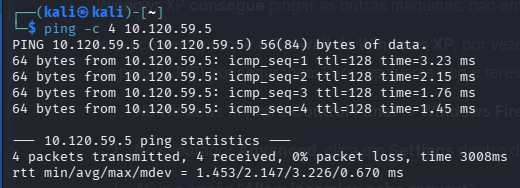 ┌──(kali㉿kali)-[~]
└─$ ping -c 4 10.120.59.5
PING 10.120.59.5 (10.120.59.5) 56(84) bytes of data.
64 bytes from 10.120.59.5: icmp_seq=1 ttl=128 time=3.23 ms
64 bytes from 10.120.59.5: icmp_seq=2 ttl=128 time=2.15 ms
64 bytes from 10.120.59.5: icmp_seq=3 ttl=128 time=1.76 ms
64 bytes from 10.120.59.5: icmp_seq=4 ttl=128 time=1.45 ms

--- 10.120.59.5 ping statistics ---
4 packets transmitted, 4 received, 0% packet loss, time 3008ms
rtt min/avg/max/mdev = 1.453/2.147/3.226/0.670 ms